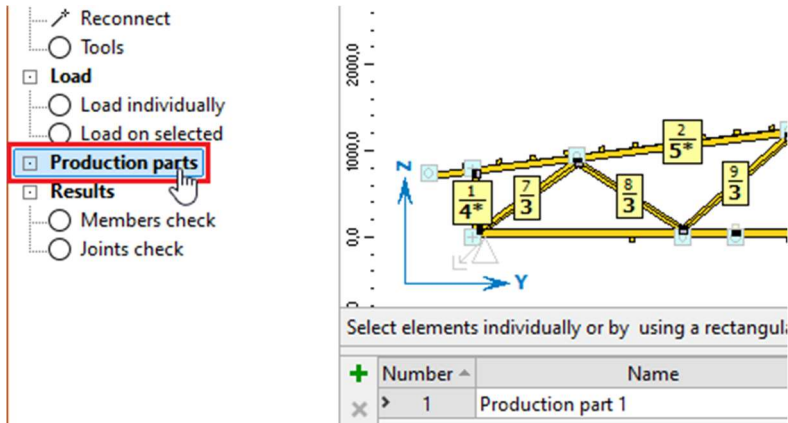 Reconnect
Tools
Load
Load individually
Load on selected
Production parts
Results
Members check
Joints check
2000,0
1000,0
0,0
Z
Y
1
4*
7
3
8
3
2
5*
9
3
Select elements individually or by using a rectangul
Number Name
1 Production part 1